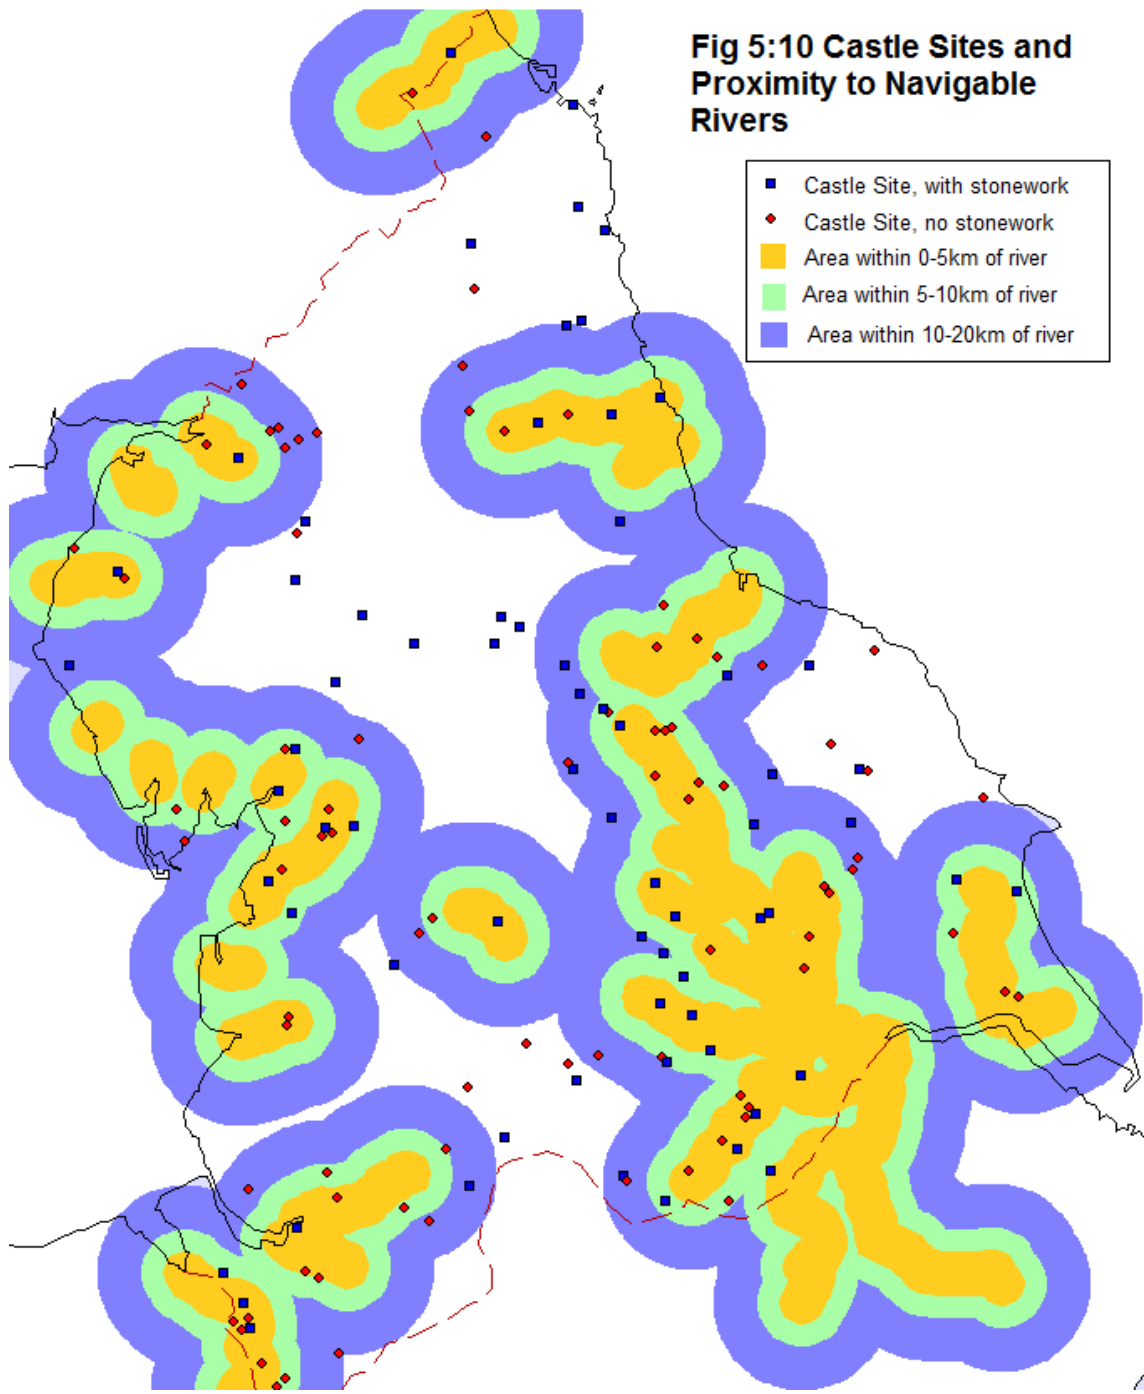 Fig 5:10 Castle Sites and
Proximity to Navigable
Rivers
Castle Site, with stonework
Castle Site, no stonework
Area within 0-5km of river
Area within 5-10km of river
Area within 10-20km of river